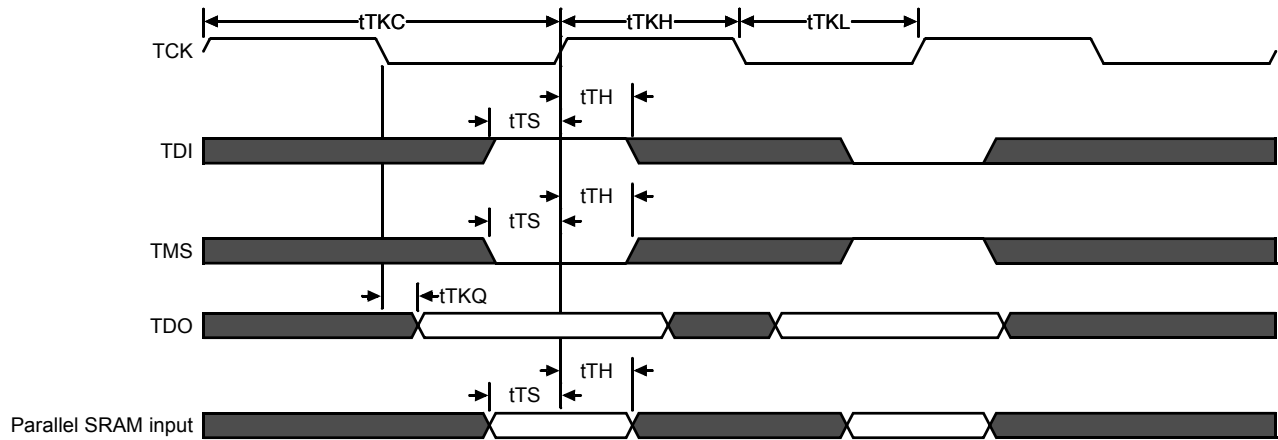 tTKC tTKH tTKL
TCK
tTH
tTS
TDI
tTH
tTS
TMS
tTKQ
TDO
tTH
tTS
Parallel SRAM input